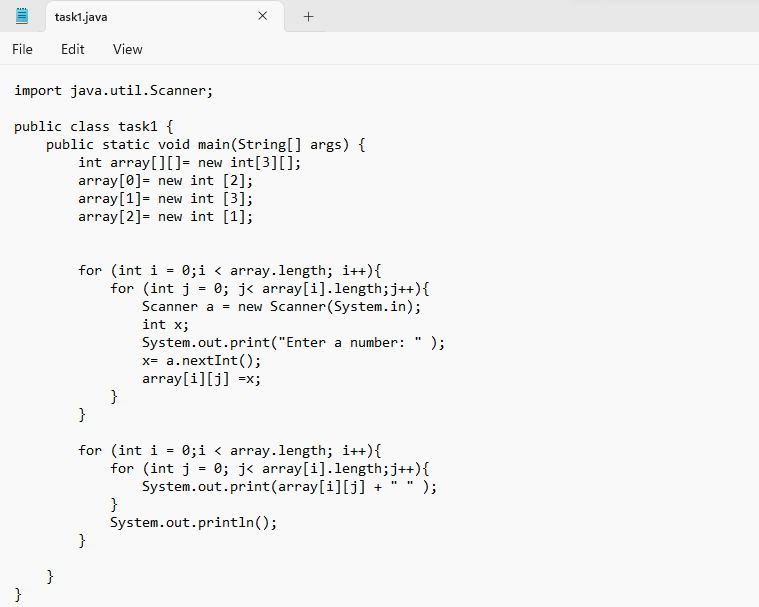 task1.java
File Edit View
import java.util.Scanner;
public class task1 {
    public static void main(String[] args) {
        int array[][]= new int[3][];
        array[0]= new int [2];
        array[1]= new int [3];
        array[2]= new int [1];
        for (int i = 0;i < array.length; i++){
            for (int j = 0; j< array[i].length;j++){
                Scanner a = new Scanner(System.in);
                int x;
                System.out.print("Enter a number: " );
                x= a.nextInt();
                array[i][j] =x;
            }
        }
        for (int i = 0;i < array.length; i++){
            for (int j = 0; j< array[i].length;j++){
                System.out.print(array[i][j] + " " );
            }
            System.out.println();
        }
    }
}